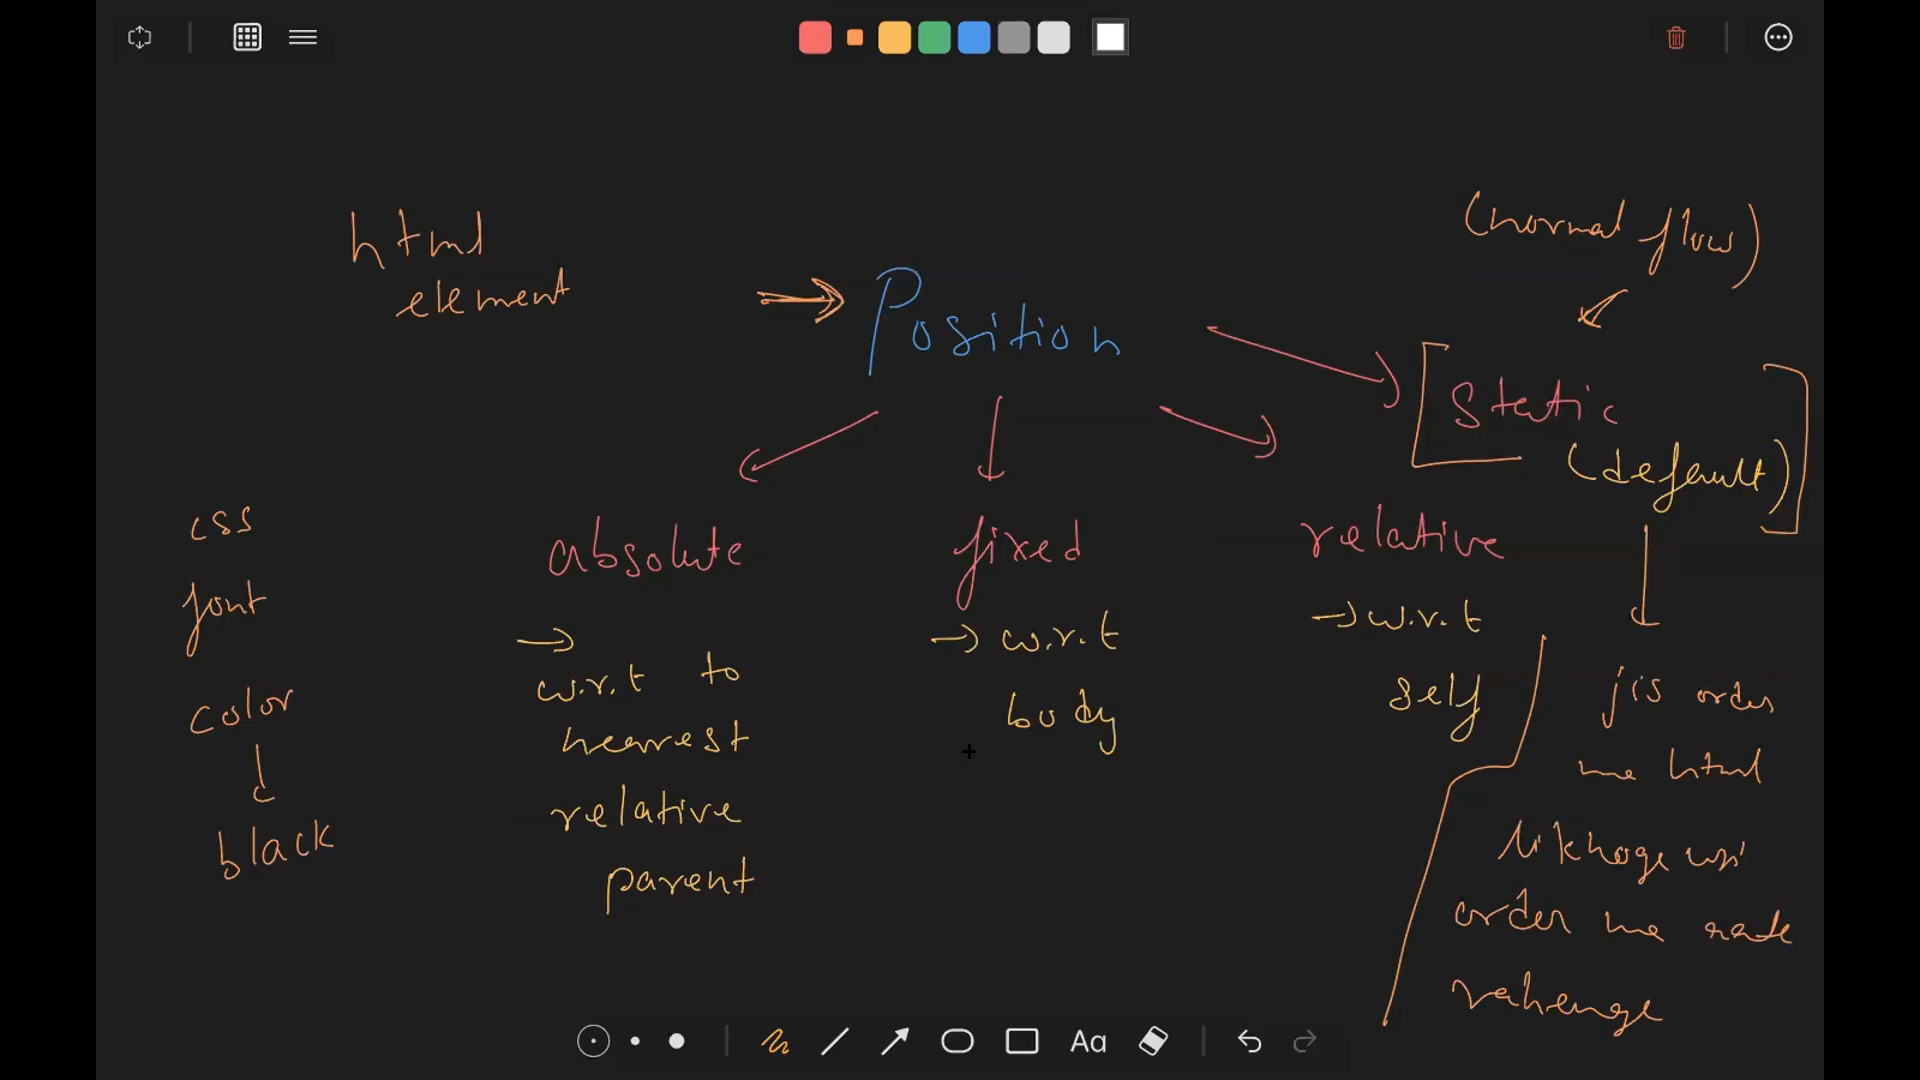 html
element
Position
(normal flow)
static
(default)
css
font
color
black
absolute
w.r.t to
nearest
relative
parent
fixed
w.r.t
body
relative
w.r.t
self
jis order
me html
likhoge usi
order me aate
rahenge
Aa